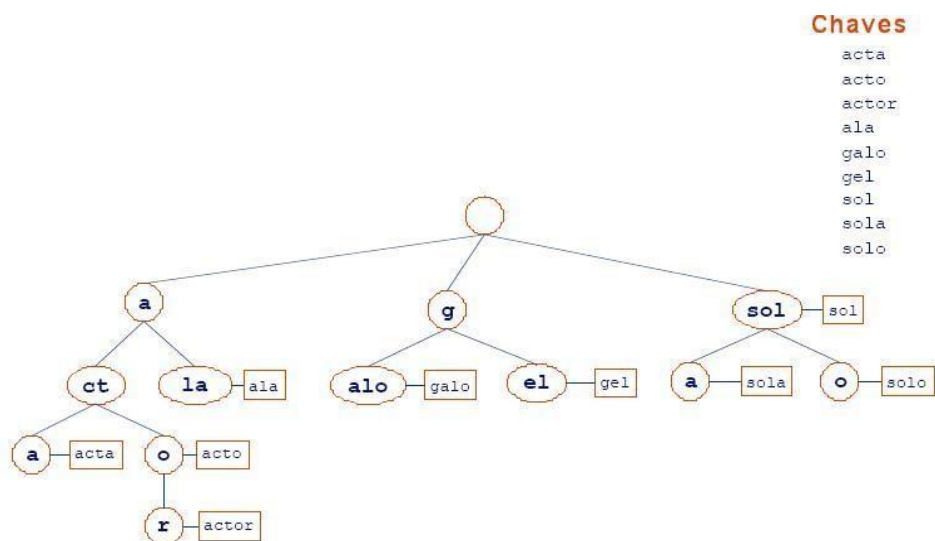 Chaves
acta
acto
actor
ala
galo
gel
sol
sola
solo
a
g
sol
sol
ct
la
ala
alo
galo
el
gel
a
sola
o
solo
a
acta
o
acto
r
actor